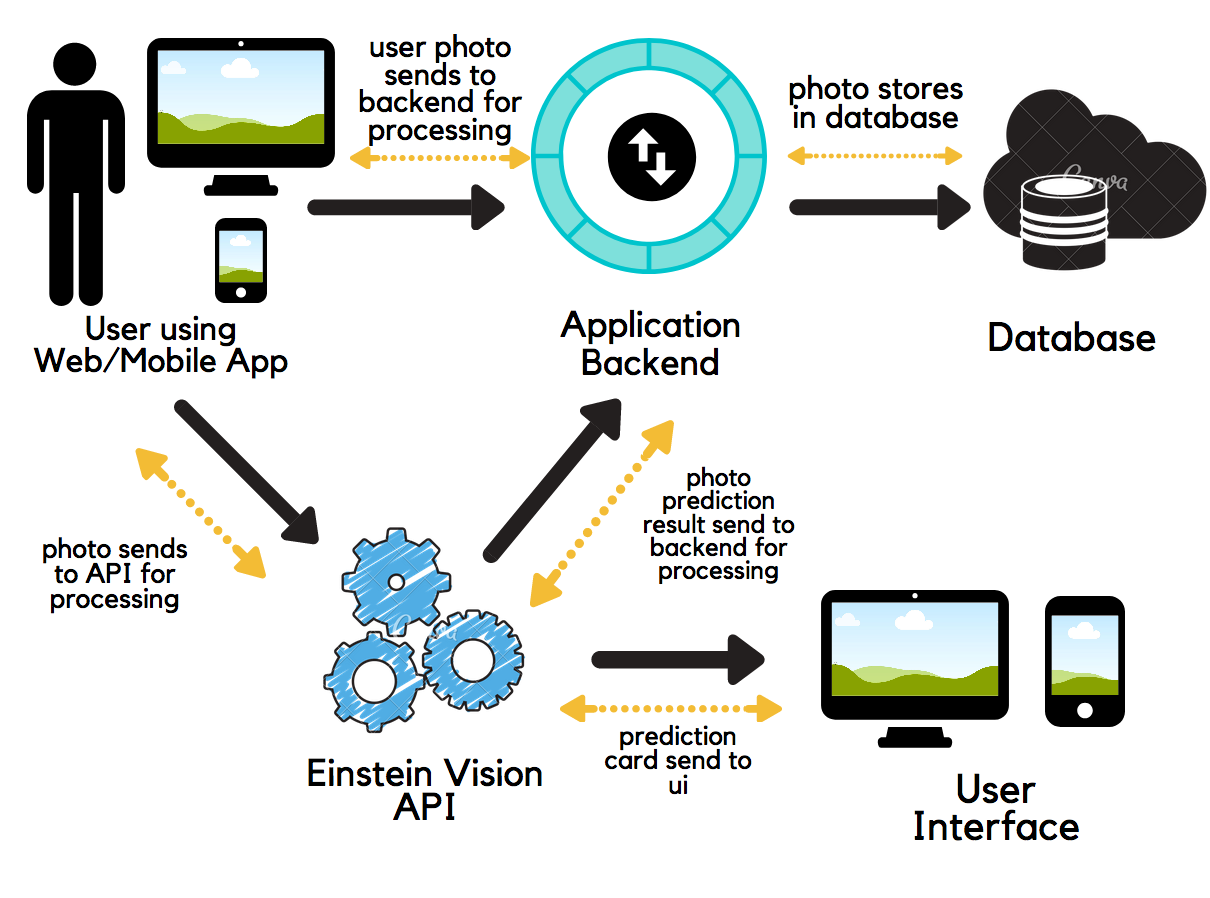 user photo
sends to
backend for
processing
photo stores
in database
Canva
User using
Web/Mobile App
Application
Backend
Database
photo sends
to API for
processing
photo
prediction
result send to
backend for
processing
Canva
prediction
card send to
ui
Einstein Vision
API
User
Interface